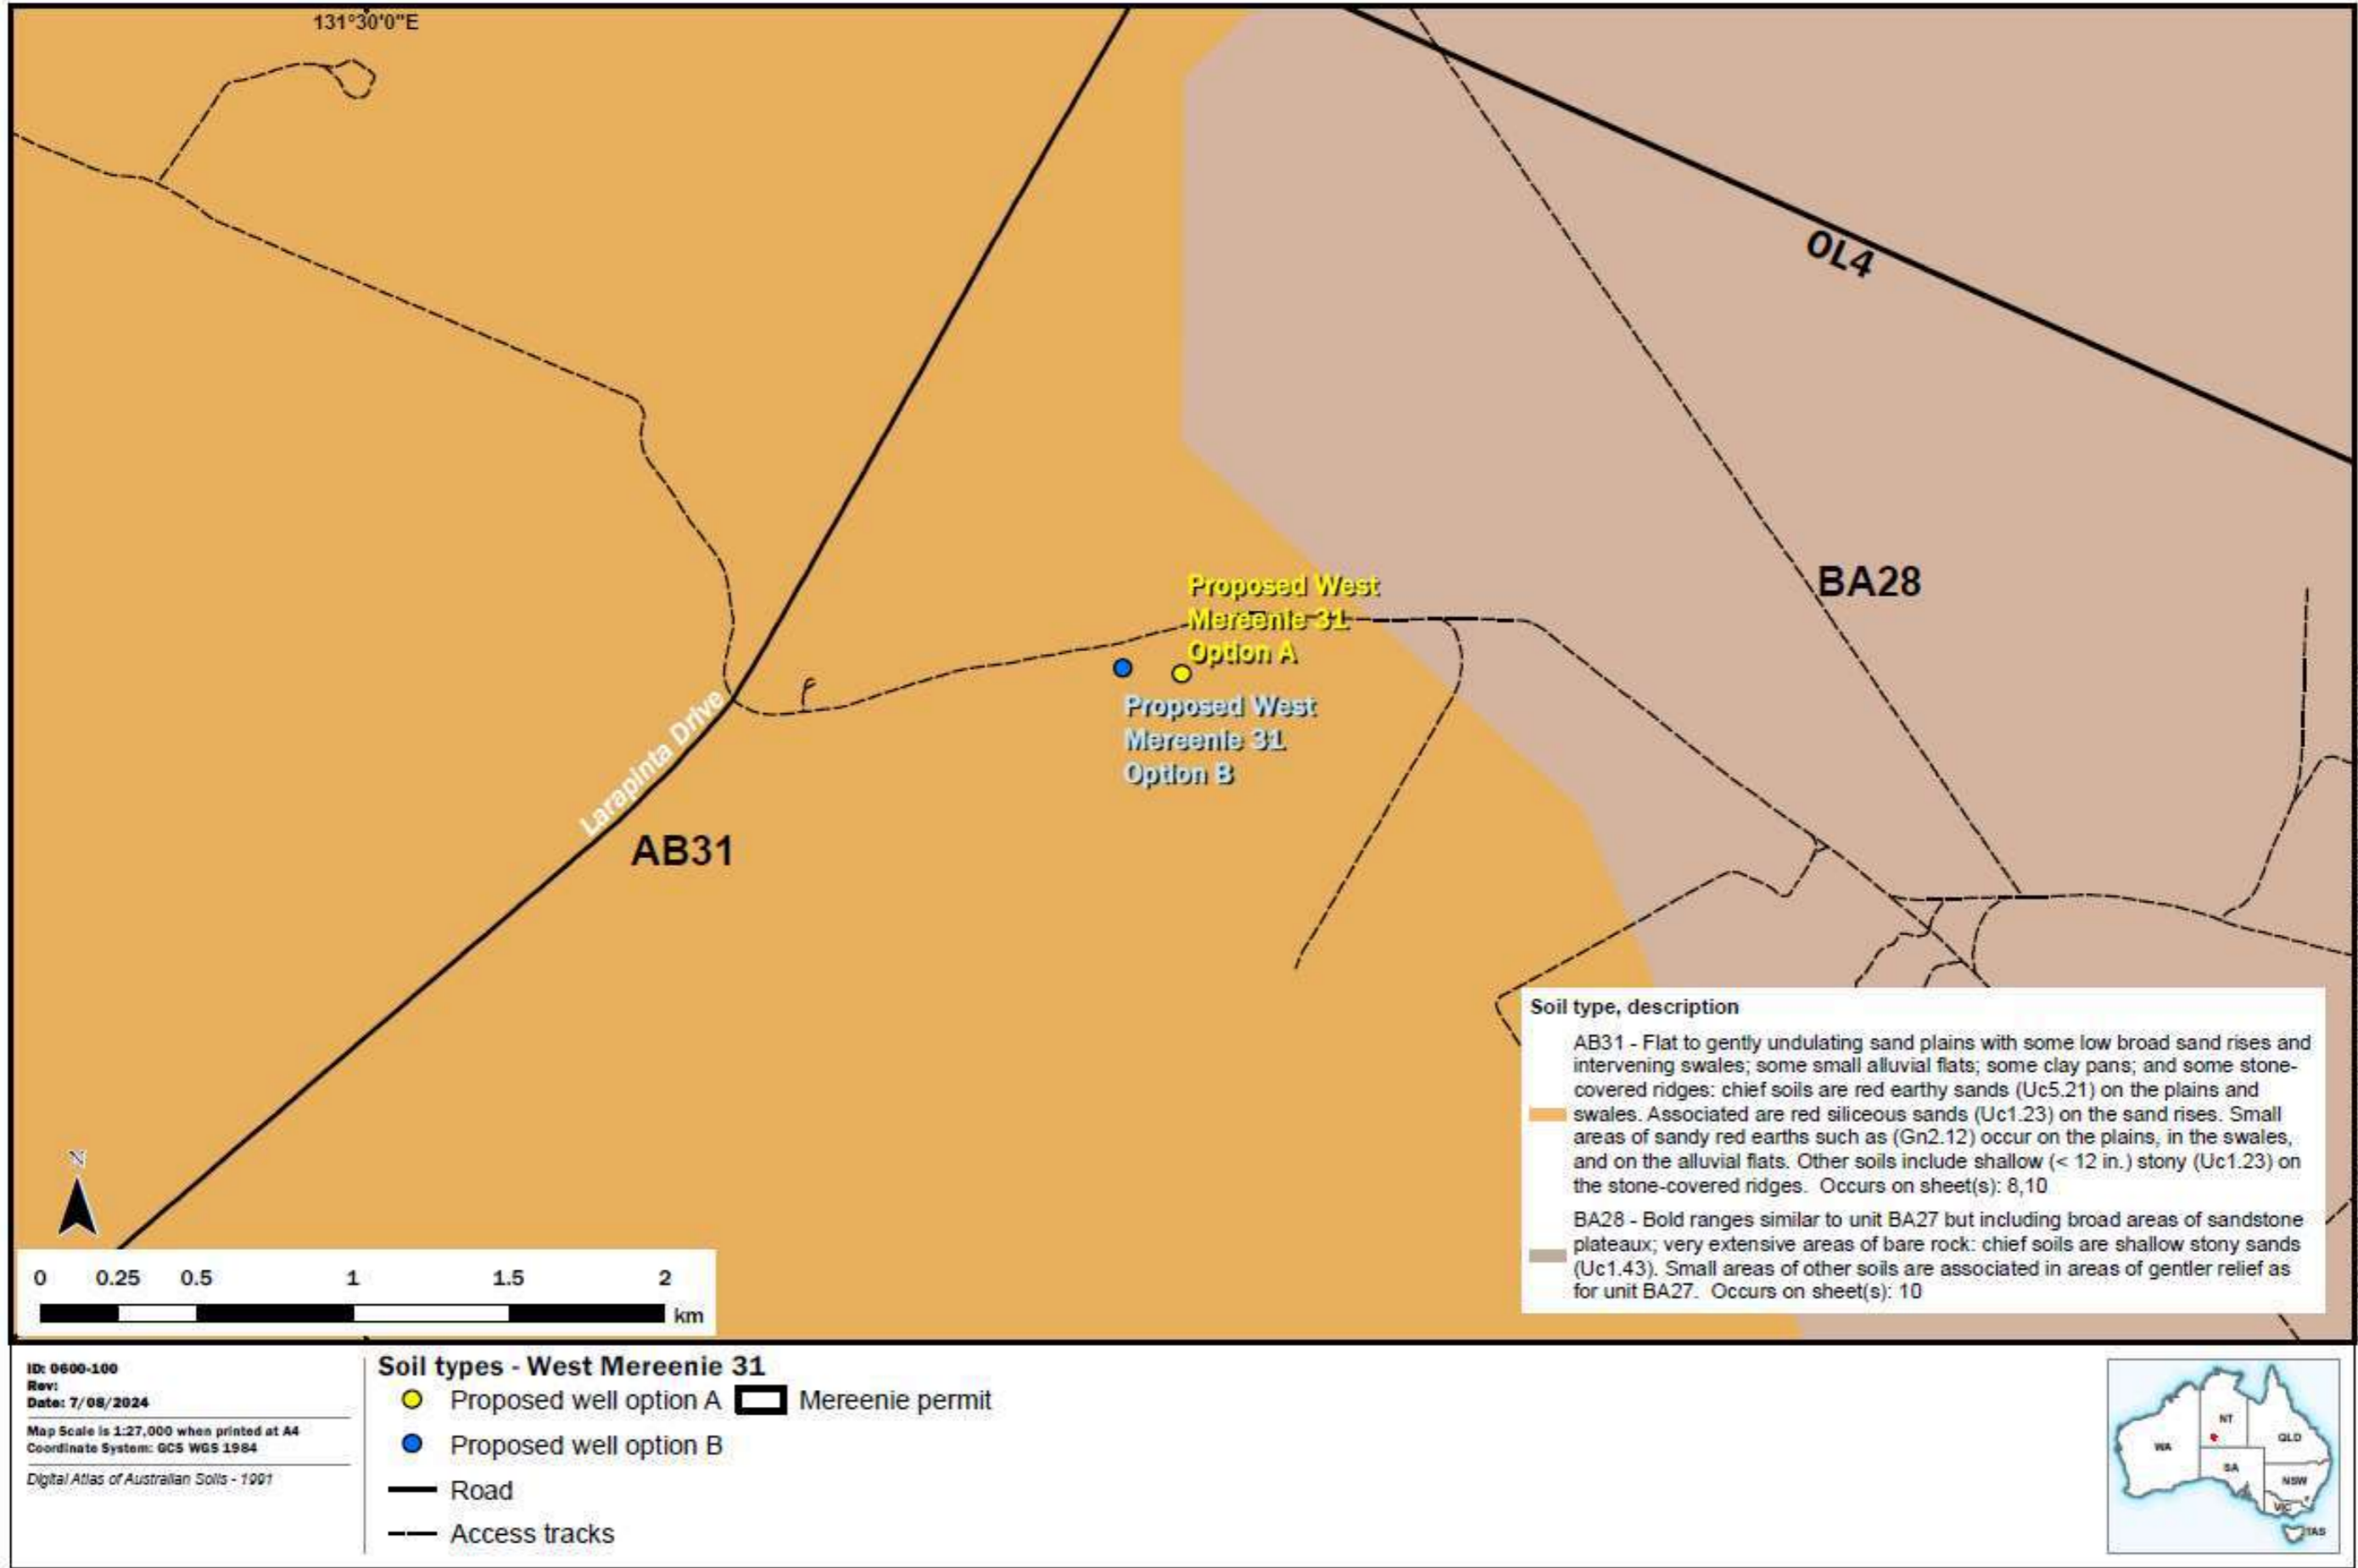 131°30'0"E
OL4
BA28
Proposed West
Mereenie 31
Option A
Proposed West
Mereenie 31
Option B
Larapinta Drive
AB31
Soil type, description
AB31 - Flat to gently undulating sand plains with some low broad sand rises and
intervening swales; some small alluvial flats; some clay pans; and some stone-
covered ridges: chief soils are red earthy sands (Uc5.21) on the plains and
swales. Associated are red siliceous sands (Uc1.23) on the sand rises. Small
areas of sandy red earths such as (Gn2.12) occur on the plains, in the swales,
and on the alluvial flats. Other soils include shallow (< 12 in.) stony (Uc1.23) on
the stone-covered ridges. Occurs on sheet(s): 8,10
BA28 - Bold ranges similar to unit BA27 but including broad areas of sandstone
plateaux; very extensive areas of bare rock: chief soils are shallow stony sands
(Uc1.43). Small areas of other soils are associated in areas of gentler relief as
for unit BA27. Occurs on sheet(s): 10
N
0 0.25 0.5 1 1.5 2
km
ID: 0600-100
Rev:
Date: 7/08/2024
Map Scale is 1:27,000 when printed at A4
Coordinate System: GCS WGS 1984
Digital Atlas of Australian Soils - 1991
Soil types - West Mereenie 31
Proposed well option A
Mereenie permit
Proposed well option B
Road
Access tracks
NT
WA
QLD
SA
NSW
VIC
TAS